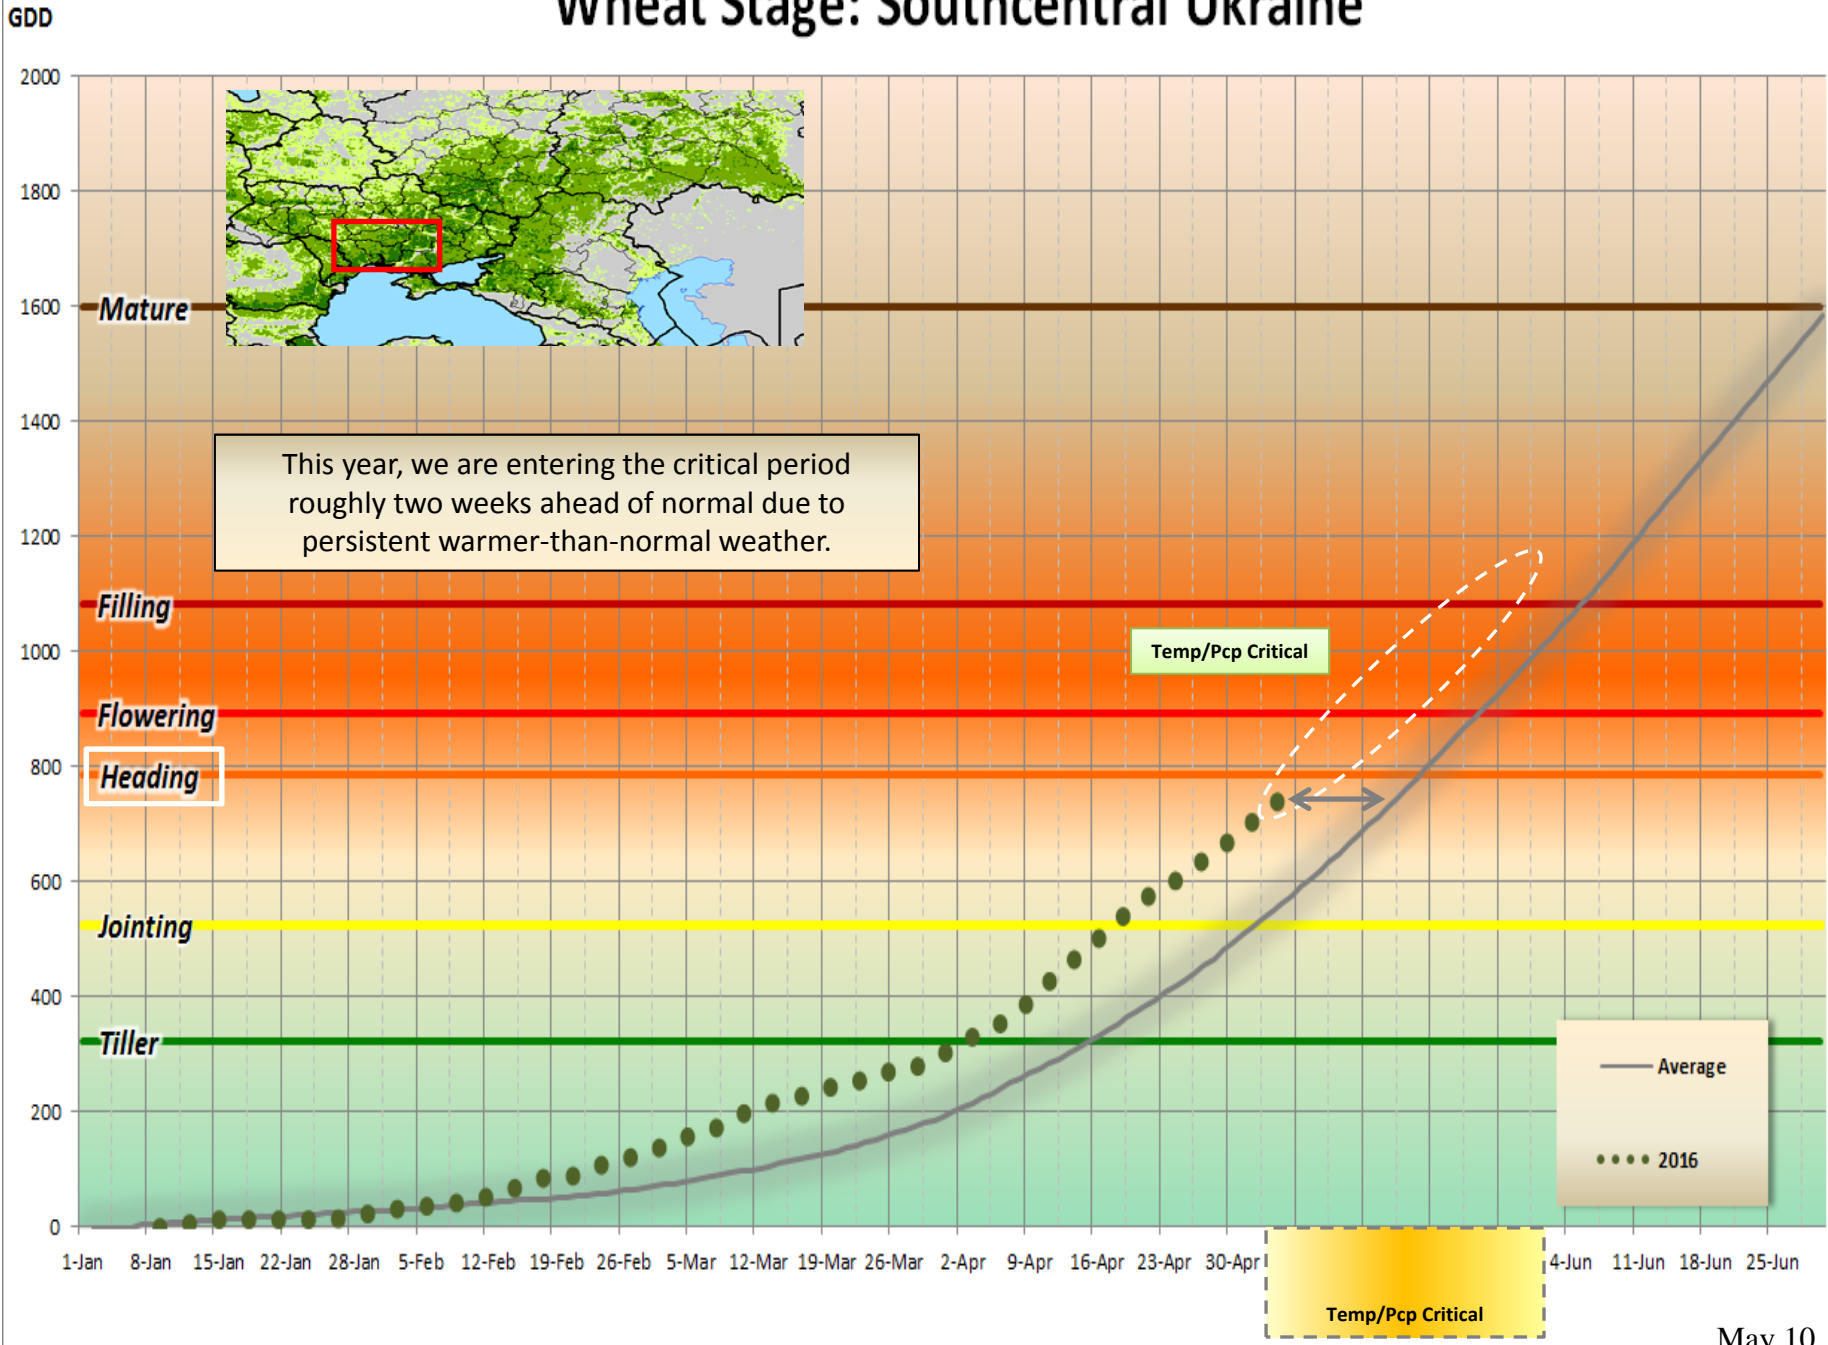 GDD
Wheat Stage: Southcentral Ukraine
2000
1800
1600
1400
1200
1000
800
600
400
200
0
Mature
Filling
Flowering
Heading
Jointing
Tiller
This year, we are entering the critical period
roughly two weeks ahead of normal due to
persistent warmer-than-normal weather.
Temp/Pcp Critical
Average
2016
1-Jan 8-Jan 15-Jan 22-Jan 28-Jan 5-Feb 12-Feb 19-Feb 26-Feb 5-Mar 12-Mar 19-Mar 26-Mar 2-Apr 9-Apr 16-Apr 23-Apr 30-Apr 4-Jun 11-Jun 18-Jun 25-Jun
Temp/Pcp Critical
May 10